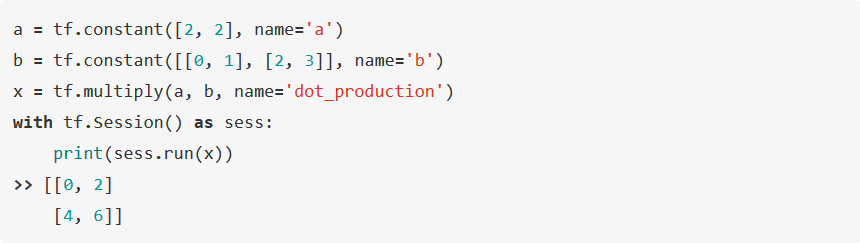 a = tf.constant([2, 2], name='a')
b = tf.constant([[0, 1], [2, 3]], name='b')
x = tf.multiply(a, b, name='dot_production')
with tf.Session() as sess:
    print(sess.run(x))
>> [[0, 2]
    [4, 6]]